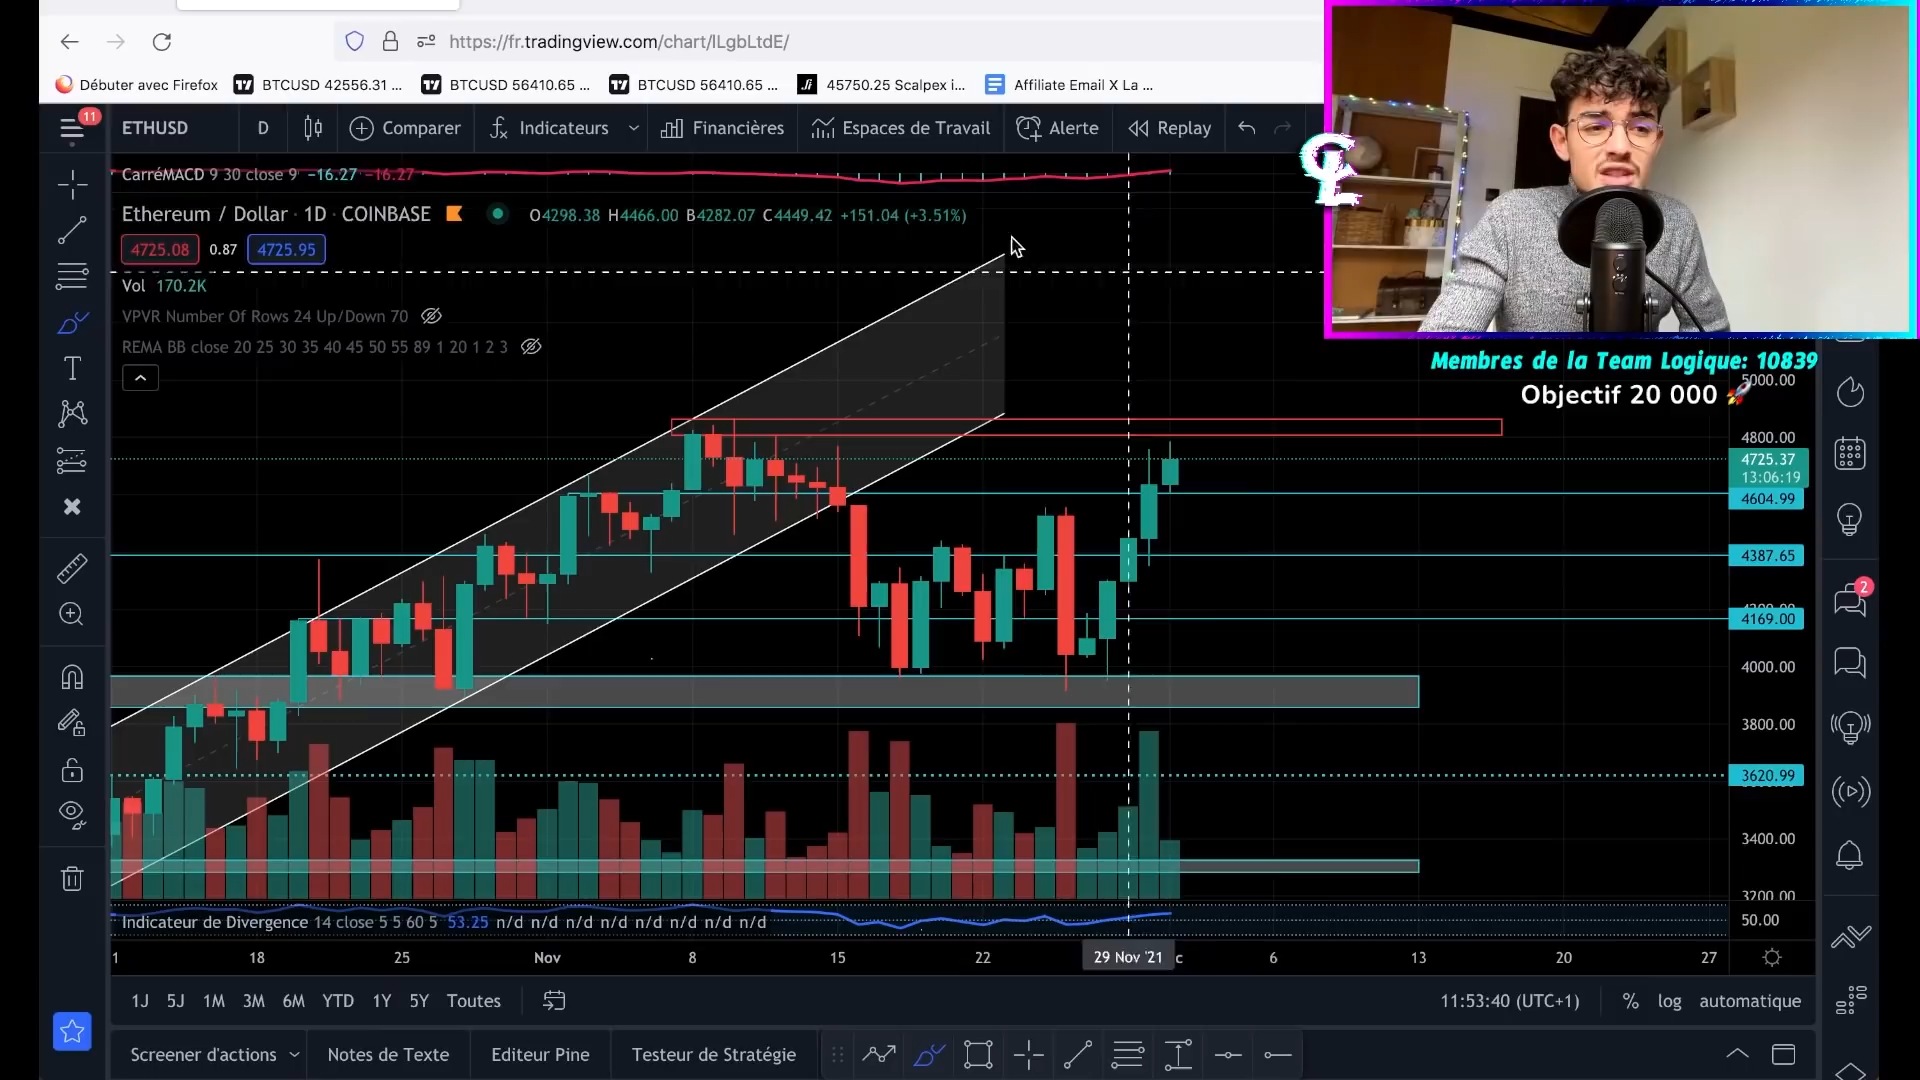 https://fr.tradingview.com/chart/lLgbLtdE/
Débuter avec Firefox
BTCUSD 42556.31 ...
BTCUSD 56410.65 ...
BTCUSD 56410.65 ...
45750.25 Scalpex i...
Affiliate Email X La ...
11
ETHUSD
D
Comparer
Indicateurs
Financières
Espaces de Travail
Alerte
Replay
CarréMACD 9 30 close 9 −16.27 −16.27
Ethereum / Dollar · 1D · COINBASE
O4298.38 H4466.00 B4282.07 C4449.42 +151.04 (+3.51%)
4725.08
0.87
4725.95
Vol 170.2K
VPVR Number Of Rows 24 Up/Down 70
REMA BB close 20 25 30 35 40 45 50 55 89 1 20 1 2 3
CL
Membres de la Team Logique: 10839
Objectif 20 000 🚀
5000.00
4800.00
4725.37
13:06:19
4604.99
4387.65
4200.00
4169.00
4000.00
3800.00
3620.99
3400.00
3200.00
2
Indicateur de Divergence 14 close 5 5 60 5 53.25 n/d n/d n/d n/d n/d n/d n/d n/d
50.00
1
18
25
Nov
8
15
22
29 Nov '21
c
6
13
20
27
1J
5J
1M
3M
6M
YTD
1Y
5Y
Toutes
11:53:40 (UTC+1)
%
log
automatique
Screener d'actions
Notes de Texte
Editeur Pine
Testeur de Stratégie